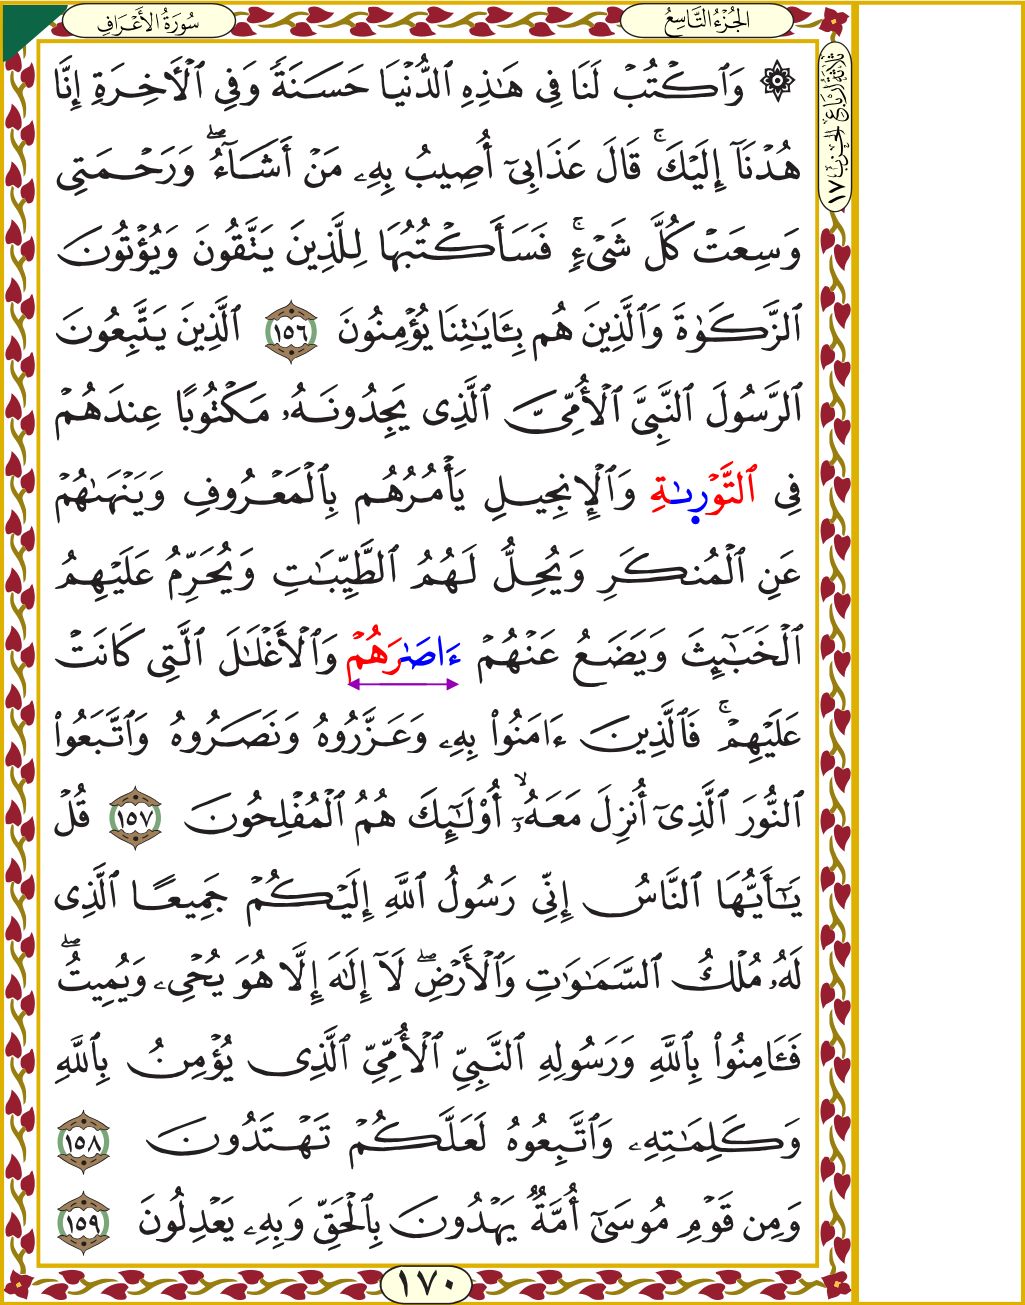 سُورَةُ الأَعْرَافِ
الجُزْءُ التَّاسِعُ
ثَلَاثَةُ أَرْبَاعِ الحِزْبِ ١٧
۞ وَٱكۡتُبۡ لَنَا فِي هَٰذِهِ ٱلدُّنۡيَا حَسَنَةٗ وَفِي ٱلۡأٓخِرَةِ إِنَّا
هُدۡنَآ إِلَيۡكَۚ قَالَ عَذَابِيٓ أُصِيبُ بِهِۦ مَنۡ أَشَآءُۖ وَرَحۡمَتِي
وَسِعَتۡ كُلَّ شَيۡءٖۚ فَسَأَكۡتُبُهَا لِلَّذِينَ يَتَّقُونَ وَيُؤۡتُونَ
ٱلزَّكَوٰةَ وَٱلَّذِينَ هُم بِـَٔايَٰتِنَا يُؤۡمِنُونَ ١٥٦ ٱلَّذِينَ يَتَّبِعُونَ
ٱلرَّسُولَ ٱلنَّبِيَّ ٱلۡأُمِّيَّ ٱلَّذِي يَجِدُونَهُۥ مَكۡتُوبًا عِندَهُمۡ
فِي ٱلتَّوۡرىٰةِ وَٱلۡإِنجِيلِ يَأۡمُرُهُم بِٱلۡمَعۡرُوفِ وَيَنۡهَىٰهُمۡ
عَنِ ٱلۡمُنكَرِ وَيُحِلُّ لَهُمُ ٱلطَّيِّبَٰتِ وَيُحَرِّمُ عَلَيۡهِمُ
ٱلۡخَبَٰٓئِثَ وَيَضَعُ عَنۡهُمۡ ءَاصَٰرَهُمۡ وَٱلۡأَغۡلَٰلَ ٱلَّتِي كَانَتۡ
عَلَيۡهِمۡۚ فَٱلَّذِينَ ءَامَنُواْ بِهِۦ وَعَزَّرُوهُ وَنَصَرُوهُ وَٱتَّبَعُواْ
ٱلنُّورَ ٱلَّذِيٓ أُنزِلَ مَعَهُۥٓۙ أُوْلَٰٓئِكَ هُمُ ٱلۡمُفۡلِحُونَ ١٥٧ قُلۡ
يَٰٓأَيُّهَا ٱلنَّاسُ إِنِّي رَسُولُ ٱللَّهِ إِلَيۡكُمۡ جَمِيعًا ٱلَّذِي
لَهُۥ مُلۡكُ ٱلسَّمَٰوَٰتِ وَٱلۡأَرۡضِۖ لَآ إِلَٰهَ إِلَّا هُوَ يُحۡيِۦ وَيُمِيتُۖ
فَـَٔامِنُواْ بِٱللَّهِ وَرَسُولِهِ ٱلنَّبِيِّ ٱلۡأُمِّيِّ ٱلَّذِي يُؤۡمِنُ بِٱللَّهِ
وَكَلِمَٰتِهِۦ وَٱتَّبِعُوهُ لَعَلَّكُمۡ تَهۡتَدُونَ ١٥٨
وَمِن قَوۡمِ مُوسَىٰٓ أُمَّةٞ يَهۡدُونَ بِٱلۡحَقِّ وَبِهِۦ يَعۡدِلُونَ ١٥٩
١٧٠